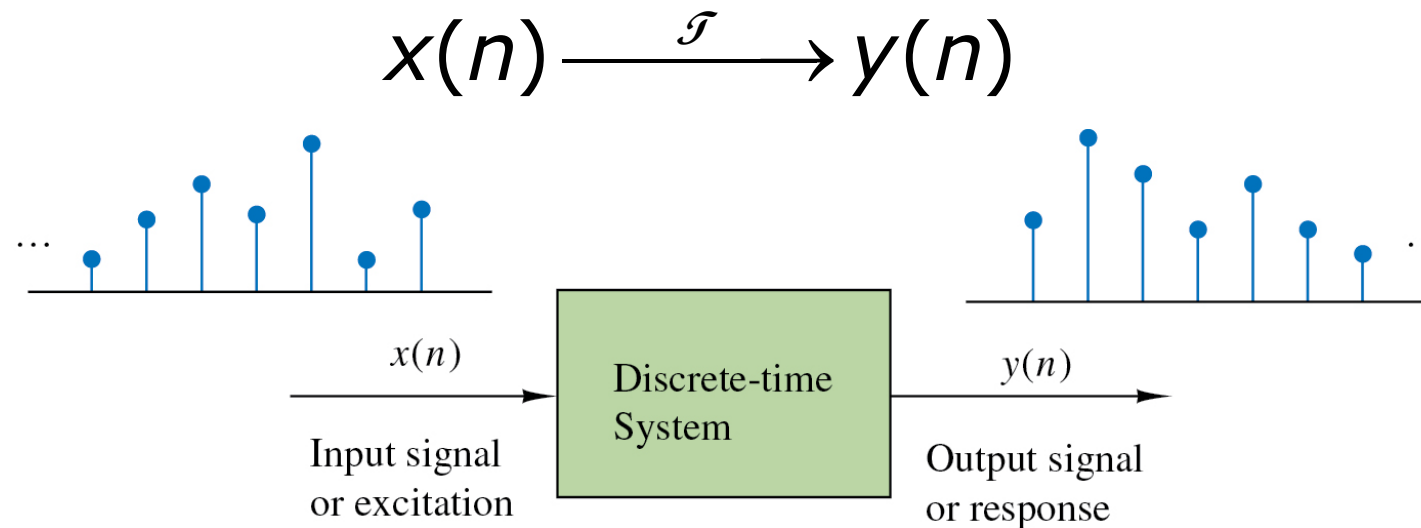 x(n) 𝒯 → y(n)
...
.
x(n)
y(n)
Discrete-time
System
Input signal
or excitation
Output signal
or response